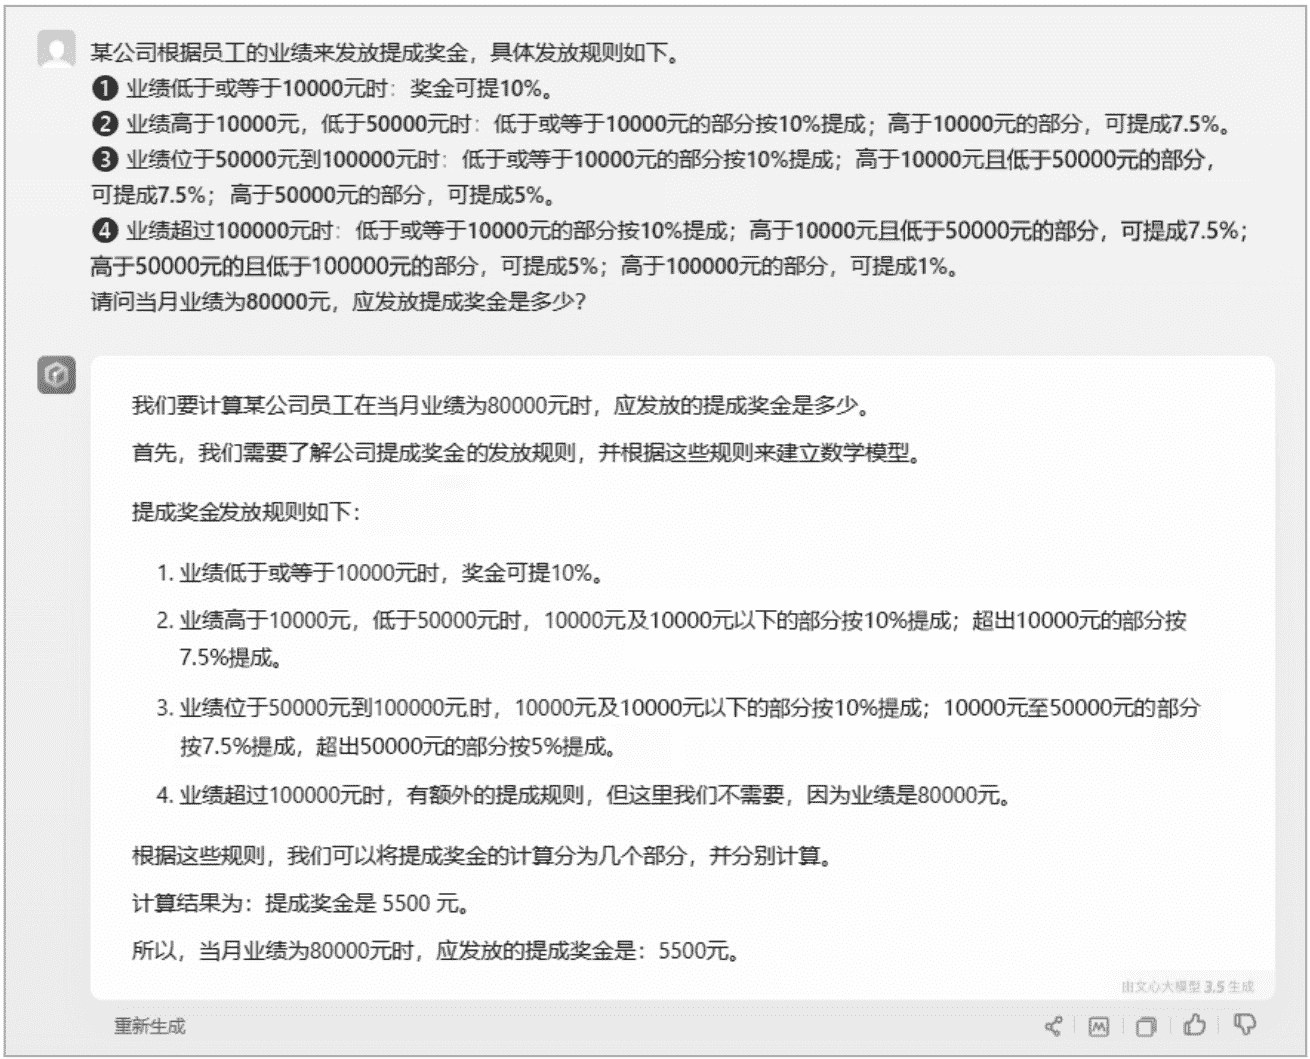 某公司根据员工的业绩来发放提成奖金，具体发放规则如下。
❶ 业绩低于或等于10000元时：奖金可提10%。
❷ 业绩高于10000元，低于50000元时：低于或等于10000元的部分按10%提成；高于10000元的部分，可提成7.5%。
❸ 业绩位于50000元到100000元时：低于或等于10000元的部分按10%提成；高于10000元且低于50000元的部分，
可提成7.5%；高于50000元的部分，可提成5%。
❹ 业绩超过100000元时：低于或等于10000元的部分按10%提成；高于10000元且低于50000元的部分，可提成7.5%；
高于50000元的且低于100000元的部分，可提成5%；高于100000元的部分，可提成1%。
请问当月业绩为80000元，应发放提成奖金是多少？
我们要计算某公司员工在当月业绩为80000元时，应发放的提成奖金是多少。
首先，我们需要了解公司提成奖金的发放规则，并根据这些规则来建立数学模型。
提成奖金发放规则如下：
1. 业绩低于或等于10000元时，奖金可提10%。
2. 业绩高于10000元，低于50000元时，10000元及10000元以下的部分按10%提成；超出10000元的部分按
7.5%提成。
3. 业绩位于50000元到100000元时，10000元及10000元以下的部分按10%提成；10000元至50000元的部分
按7.5%提成，超出50000元的部分按5%提成。
4. 业绩超过100000元时，有额外的提成规则，但这里我们不需要，因为业绩是80000元。
根据这些规则，我们可以将提成奖金的计算分为几个部分，并分别计算。
计算结果为：提成奖金是 5500 元。
所以，当月业绩为80000元时，应发放的提成奖金是：5500元。
由文心大模型 3.5 生成
重新生成